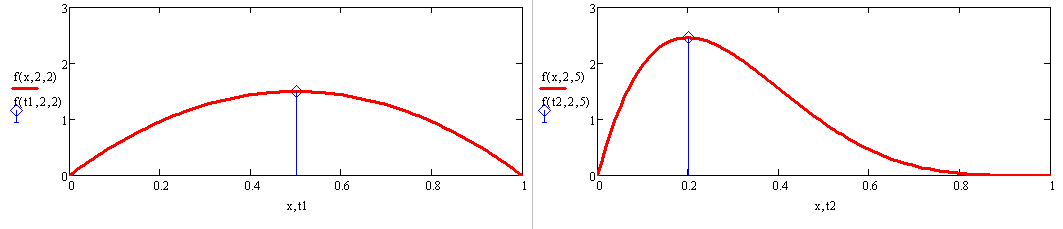 3
2
f(x,2,2)
f(t1,2,2)
1
0
0 0.2 0.4 0.6 0.8 1
x,t1
3
2
f(x,2,5)
f(t2,2,5)
1
0
0 0.2 0.4 0.6 0.8 1
x,t2